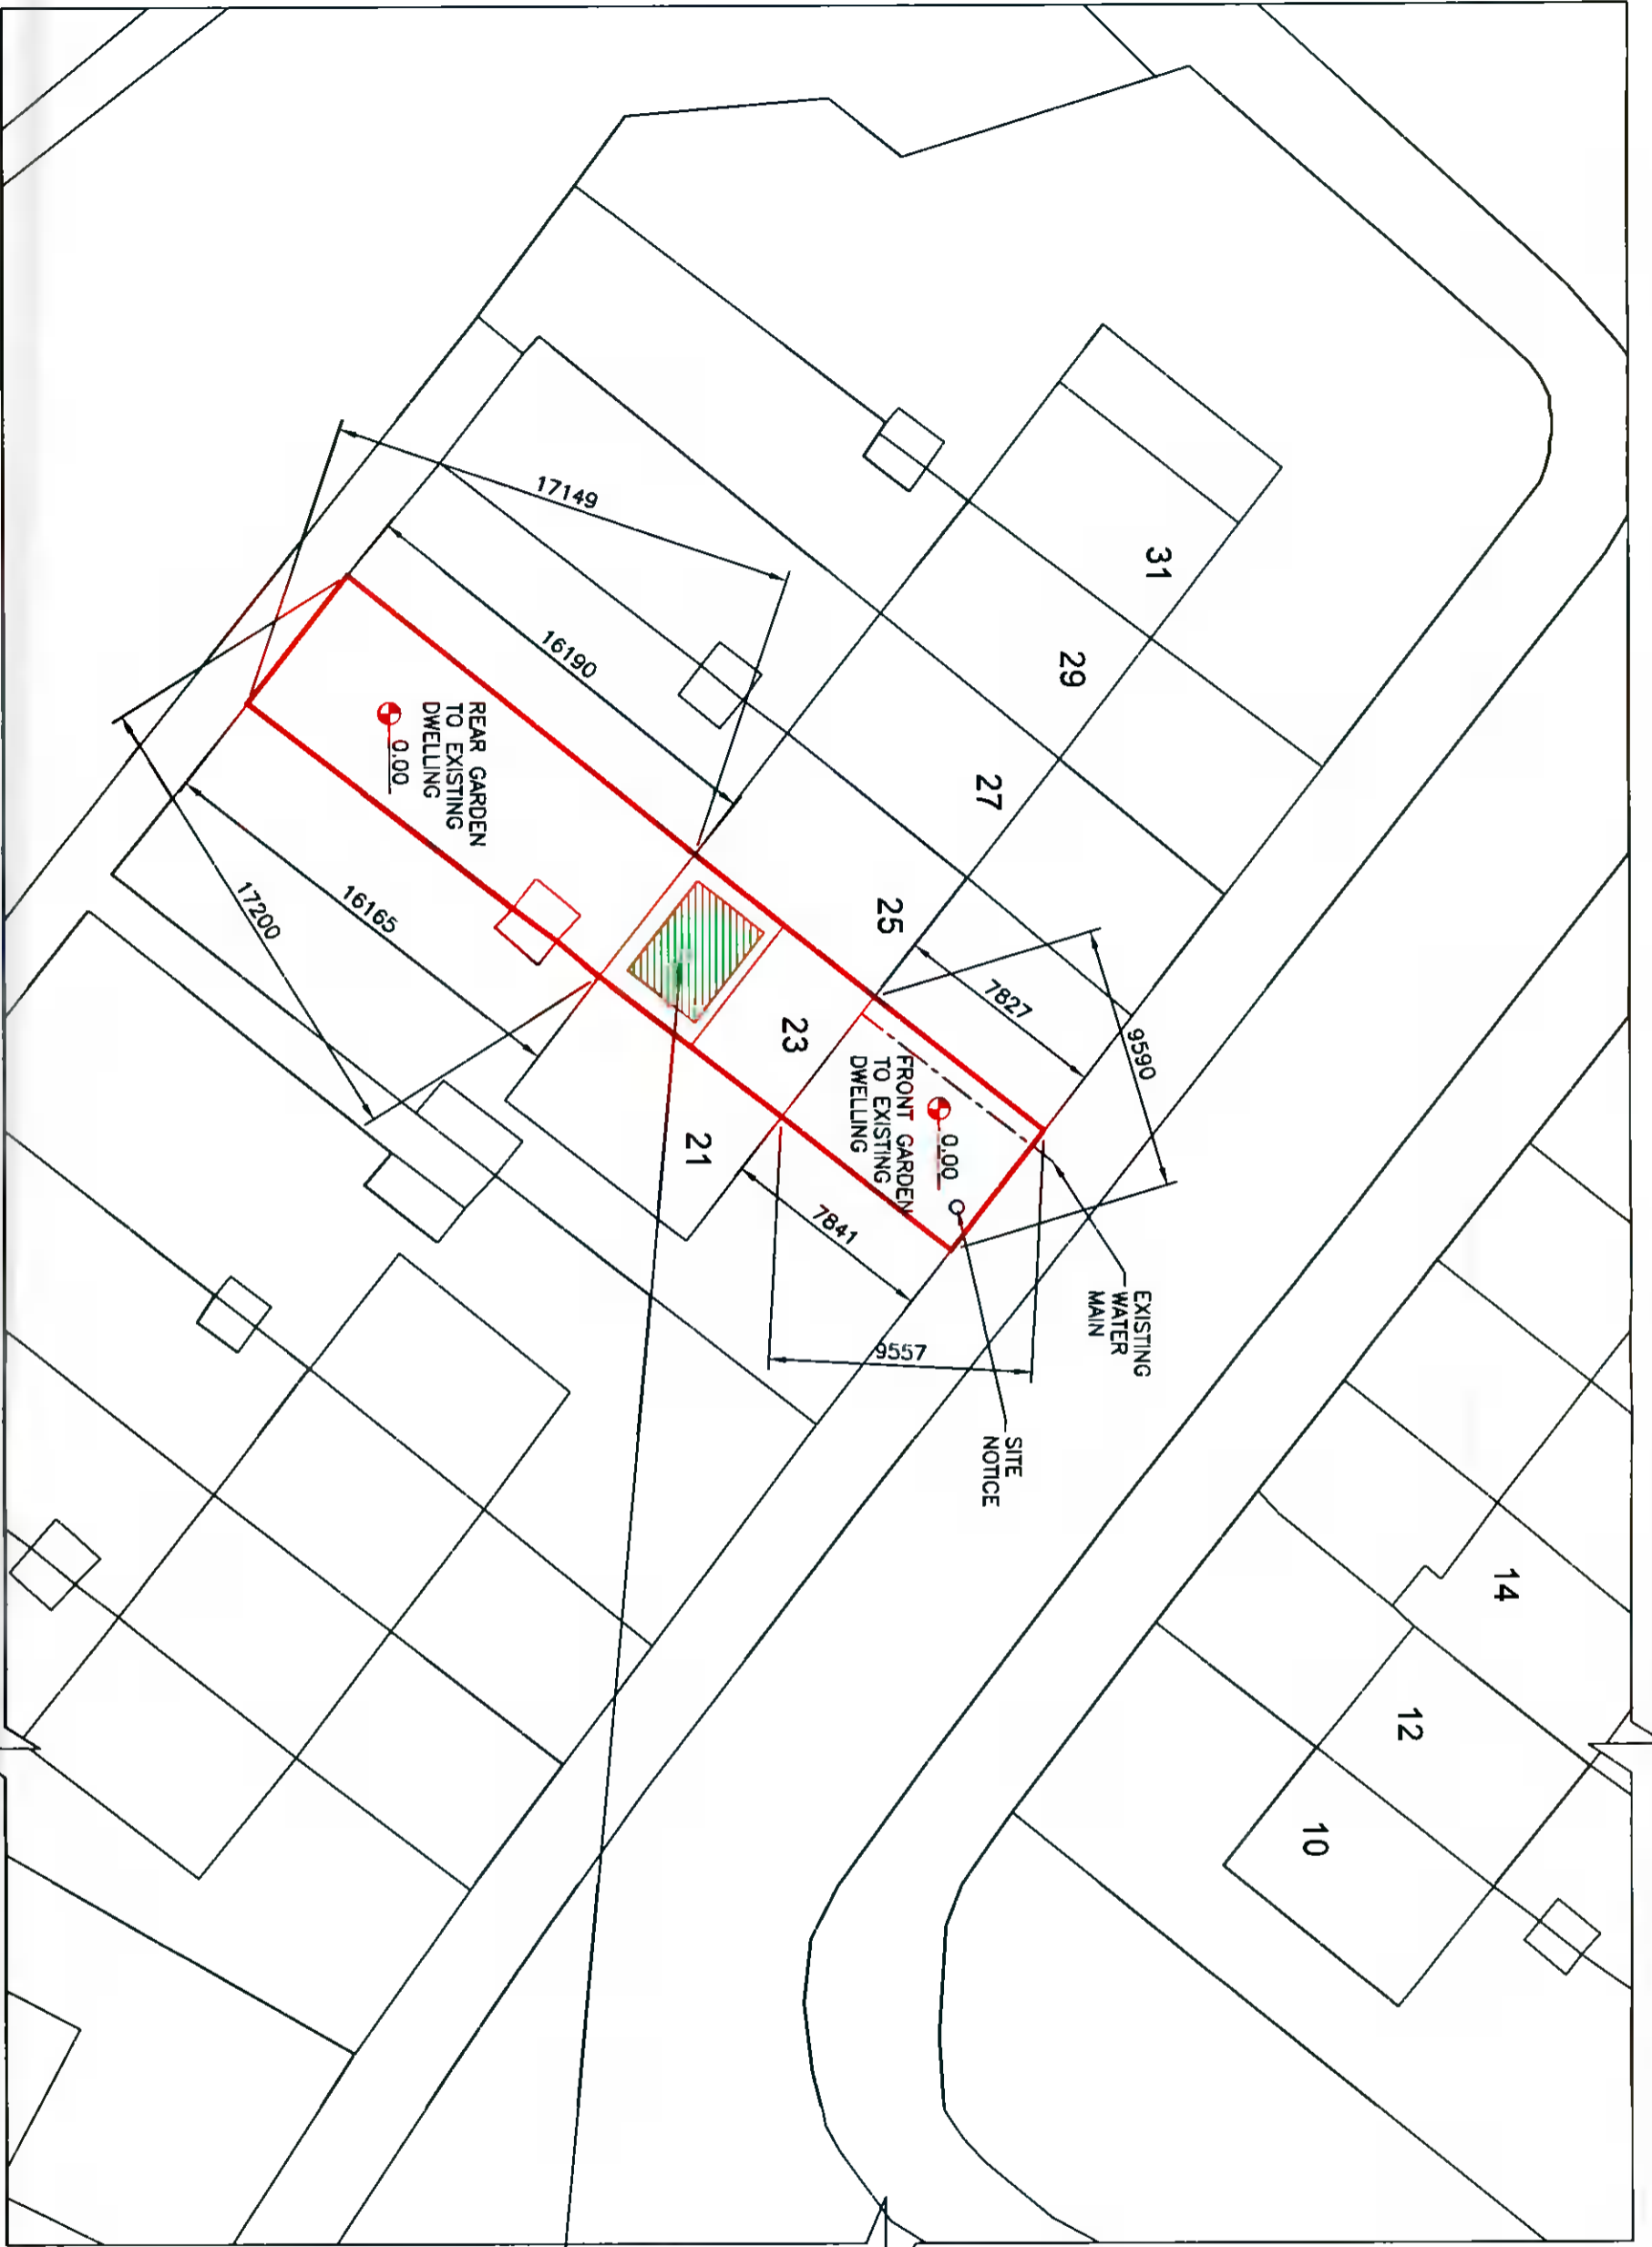 31
29
27
25
23
21
14
12
10
17149
16190
REAR GARDEN
TO EXISTING
DWELLING
0.00
16165
17200
7827
9590
FRONT GARDEN
TO EXISTING
DWELLING
0.00
7841
9557
EXISTING
WATER
MAIN
SITE
NOTICE